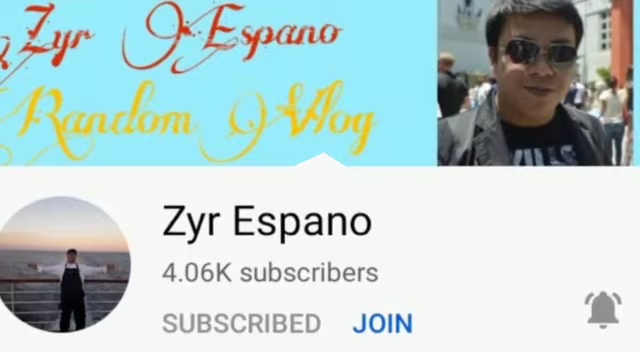 Zyr Espano
Random Vlog
Zyr Espano
4.06K subscribers
SUBSCRIBED JOIN